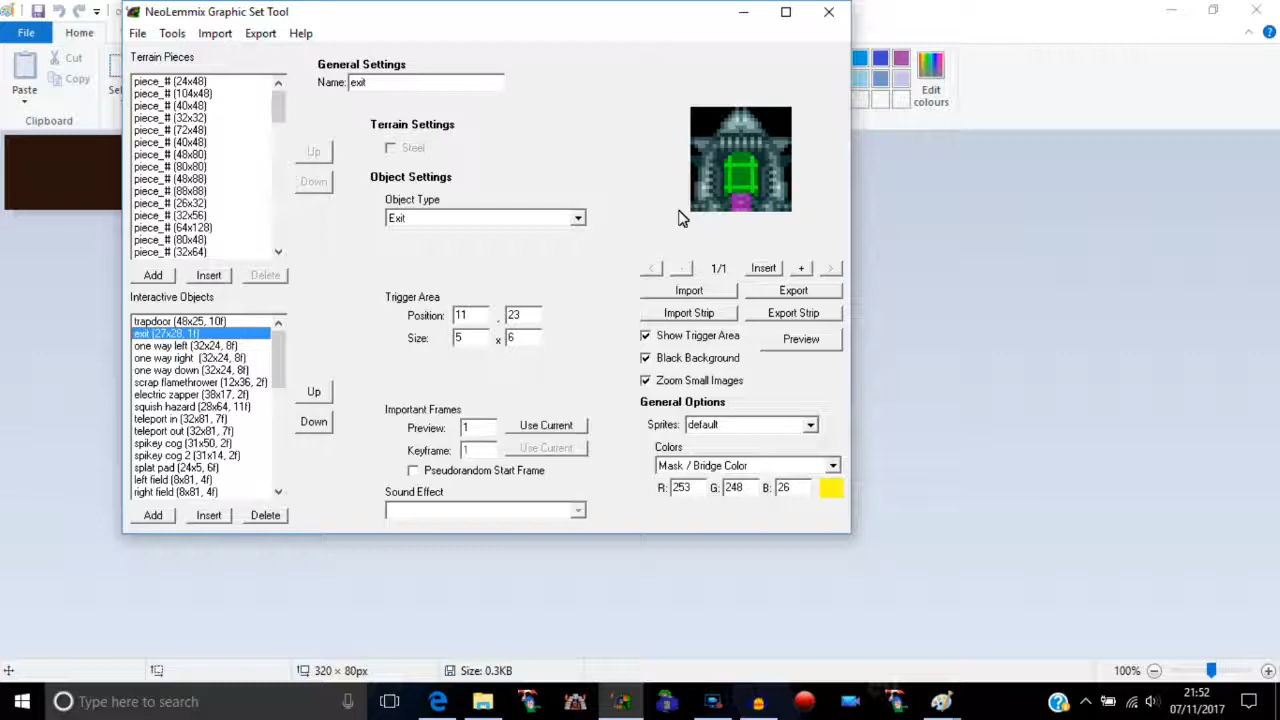 NeoLemmix Graphic Set Tool
File Home
File Tools Import Export Help
Paste
Cut
Copy
Clipboard
Edit
colours
Terrain Pieces
piece_# (24x48)
piece_# (104x48)
piece_# (40x48)
piece_# (32x32)
piece_# (72x48)
piece_# (40x48)
piece_# (48x80)
piece_# (80x80)
piece_# (48x88)
piece_# (88x88)
piece_# (26x32)
piece_# (32x56)
piece_# (64x128)
piece_# (80x48)
piece_# (32x64)
Add Insert Delete
Up
Down
Interactive Objects
trapdoor (48x25, 10f)
exit (27x28, 1f)
one way left (32x24, 8f)
one way right (32x24, 8f)
one way down (32x24, 8f)
scrap flamethrower (12x36, 2f)
electric zapper (38x17, 2f)
squish hazard (28x64, 11f)
teleport in (32x81, 7f)
teleport out (32x81, 7f)
spikey cog (31x50, 2f)
spikey cog 2 (31x14, 2f)
splat pad (24x5, 6f)
left field (8x81, 4f)
right field (8x81, 4f)
Add Insert Delete
Up
Down
General Settings
Name: exit
Terrain Settings
Steel
Object Settings
Object Type
Exit
Trigger Area
Position: 11 , 23
Size: 5 x 6
Important Frames
Preview: 1 Use Current
Keyframe: 1 Use Current
Pseudorandom Start Frame
Sound Effect
< - 1/1 Insert + >
Import Export
Import Strip Export Strip
Show Trigger Area Preview
Black Background
Zoom Small Images
General Options
Sprites: default
Colors
Mask / Bridge Color
R: 253 G: 248 B: 26
320 × 80px Size: 0.3KB 100%
Type here to search
21:52
07/11/2017